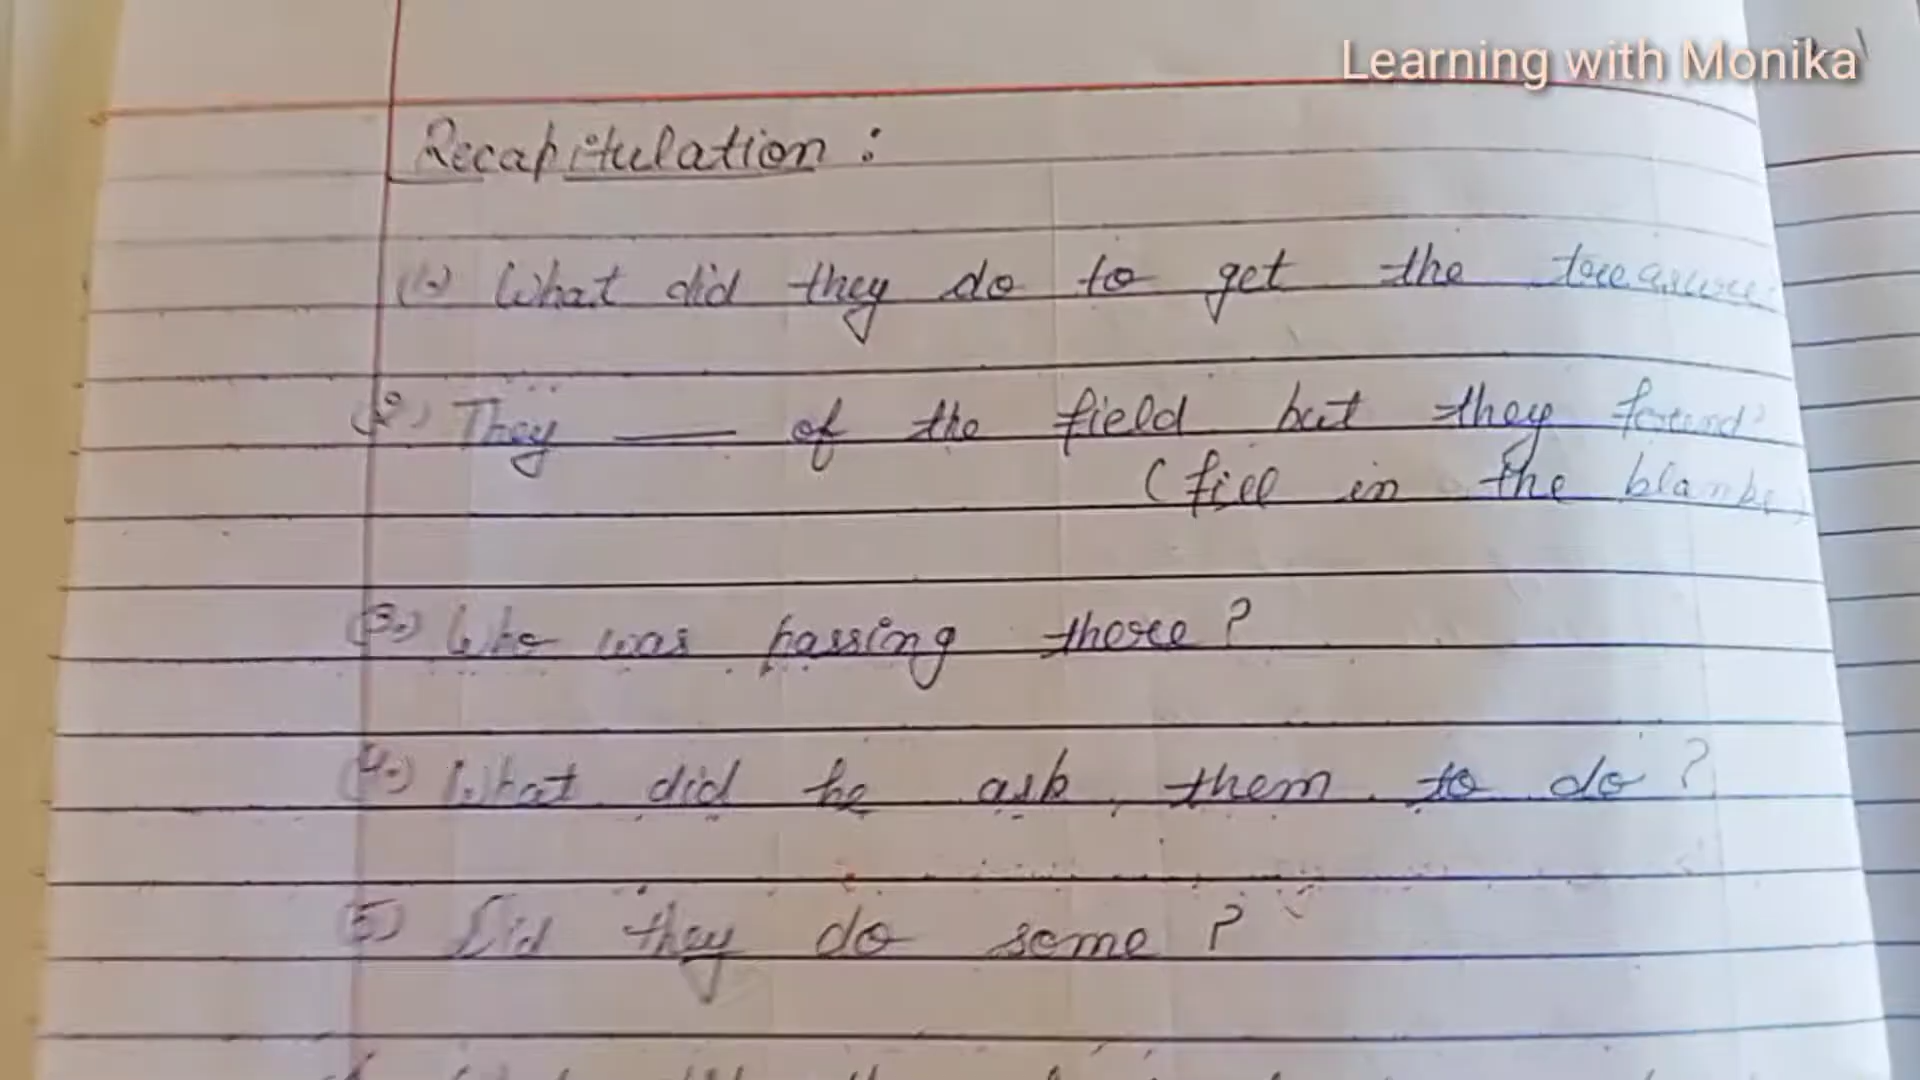 Learning with Monika
Recapitulation :
(1.) What did they do to get the treasure
(2.) They —— of the field but they found
(fill in the blanks)
(3.) Who was passing there ?
(4.) What did he ask them to do ?
(5) Did they do some ?